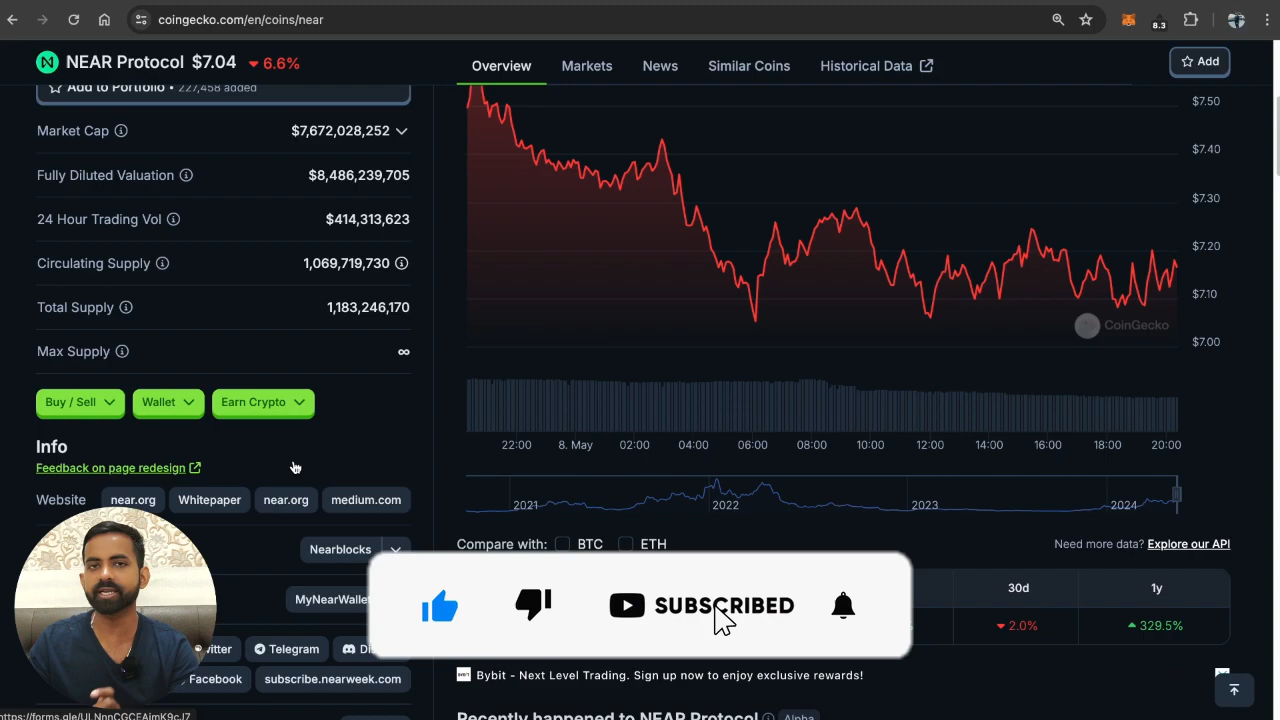 coingecko.com/en/coins/near
8.3
NEAR Protocol $7.04 6.6%
Overview Markets News Similar Coins Historical Data
Add
Add to Portfolio • 227,458 added
Market Cap $7,672,028,252
Fully Diluted Valuation $8,486,239,705
24 Hour Trading Vol $414,313,623
Circulating Supply 1,069,719,730
Total Supply 1,183,246,170
Max Supply ∞
Buy / Sell Wallet Earn Crypto
Info
Feedback on page redesign
Website near.org Whitepaper near.org medium.com
Nearblocks
MyNearWallet
Telegram
Facebook subscribe.nearweek.com
$7.50
$7.40
$7.30
$7.20
$7.10
$7.00
CoinGecko
22:00 8. May 02:00 04:00 06:00 08:00 10:00 12:00 14:00 16:00 18:00 20:00
2021 2022 2023 2024
Compare with: BTC ETH
Need more data? Explore our API
30d 1y
2.0% 329.5%
SUBSCRIBED
Bybit - Next Level Trading. Sign up now to enjoy exclusive rewards!
Recently happened to NEAR Protocol Alpha